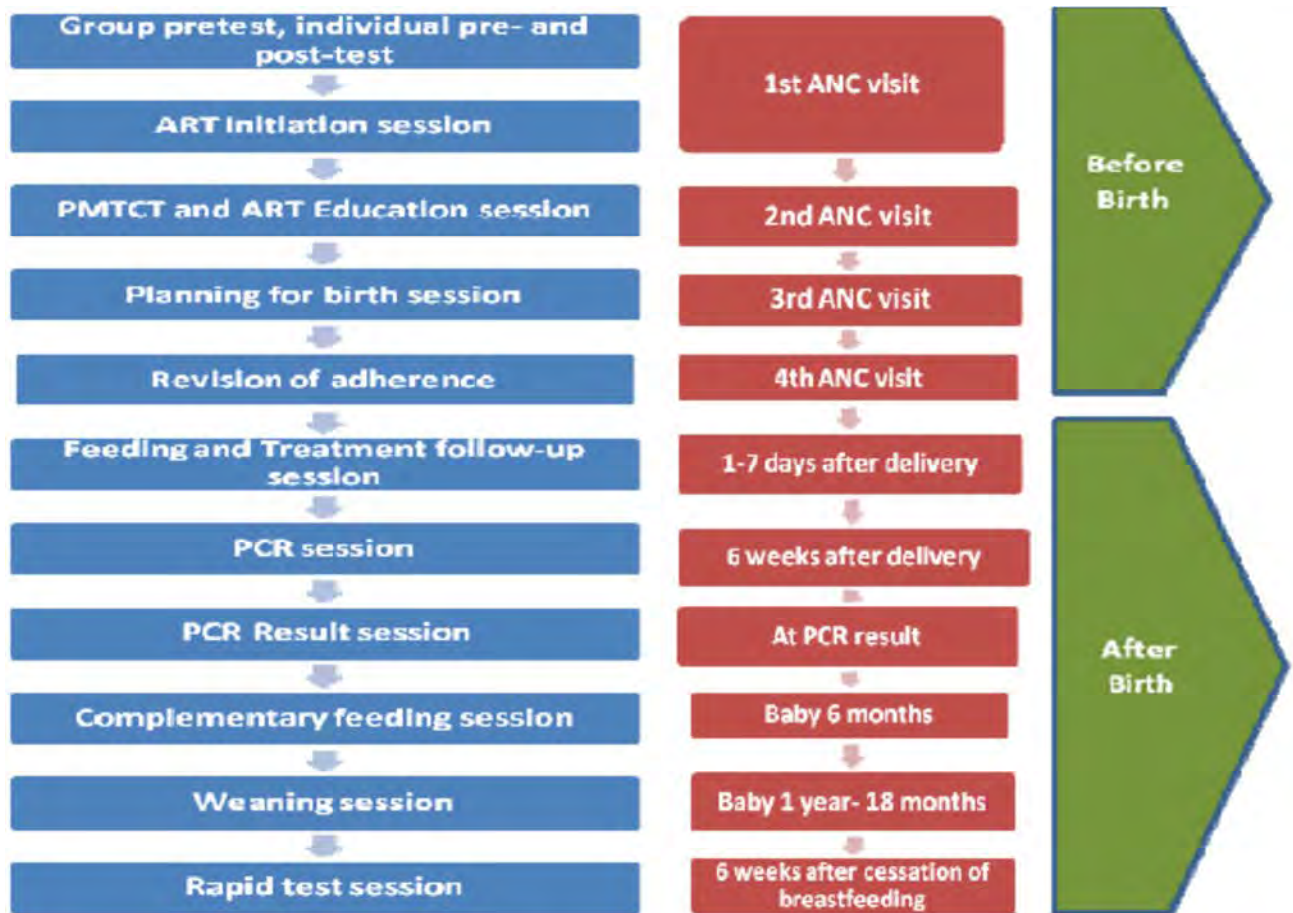 Group pretest, individual pre- and
post-test
ART Initiation session
PMTCT and ART Education session
Planning for birth session
Revision of adherence
Feeding and Treatment follow-up
session
PCR session
PCR Result session
Complementary feeding session
Weaning session
Rapid test session
1st ANC visit
2nd ANC visit
3rd ANC visit
4th ANC visit
1-7 days after delivery
6 weeks after delivery
At PCR result
Baby 6 months
Baby 1 year- 18 months
6 weeks after cessation of
breastfeeding
Before
Birth
After
Birth